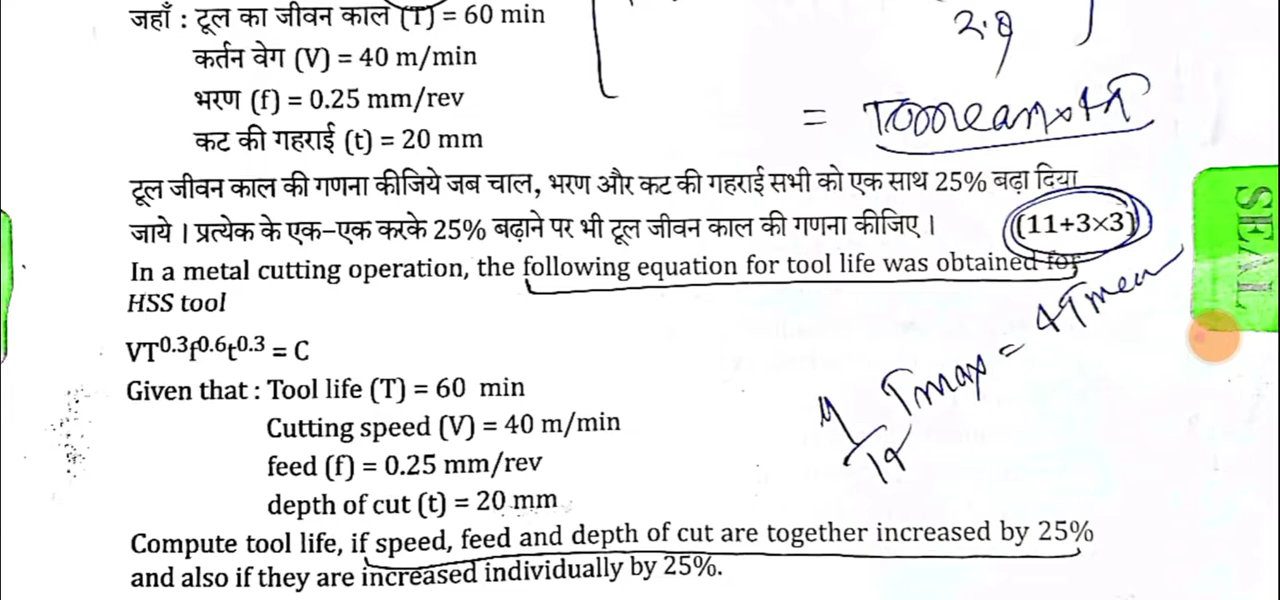 जहाँ : टूल का जीवन काल (T) = 60 min
कर्तन वेग (V) = 40 m/min
भरण (f) = 0.25 mm/rev
कट की गहराई (t) = 20 mm
टूल जीवन काल की गणना कीजिये जब चाल, भरण और कट की गहराई सभी को एक साथ 25% बढ़ा दिया
जाये । प्रत्येक के एक–एक करके 25% बढ़ाने पर भी टूल जीवन काल की गणना कीजिए ।
(11+3×3)
In a metal cutting operation, the following equation for tool life was obtained for
HSS tool
VT⁰·³f⁰·⁶t⁰·³ = C
Given that : Tool life (T) = 60 min
Cutting speed (V) = 40 m/min
feed (f) = 0.25 mm/rev
depth of cut (t) = 20 mm
Compute tool life, if speed, feed and depth of cut are together increased by 25%
and also if they are increased individually by 25%.
Tmax = 4Tmean
SEAL